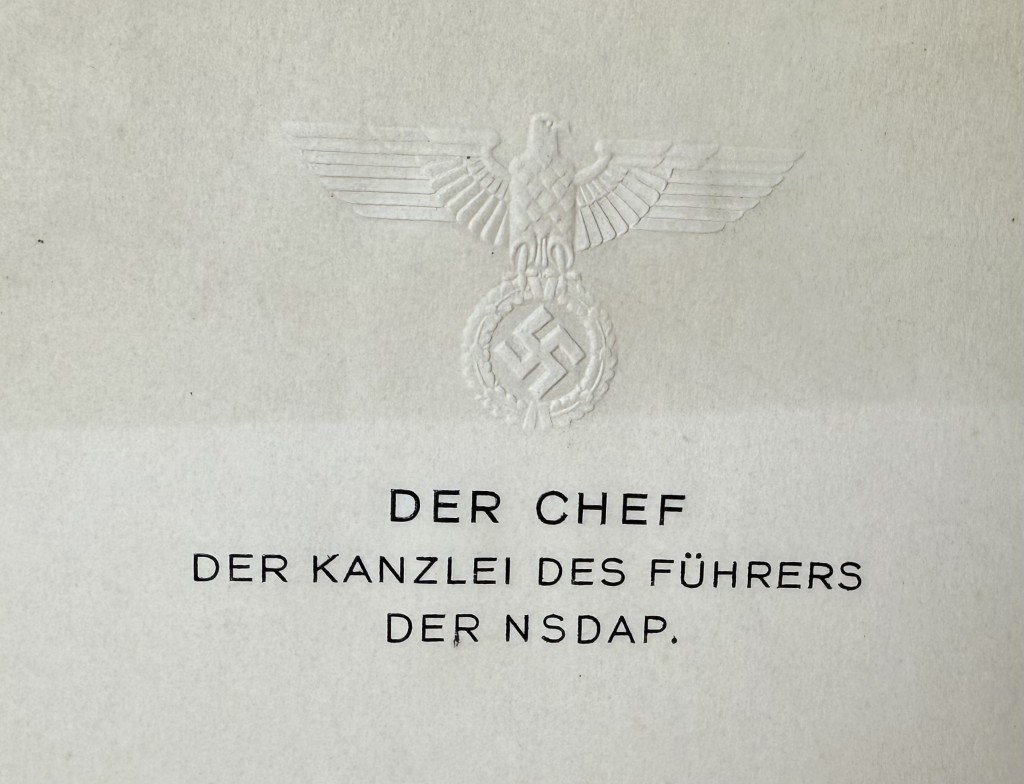 DER CHEF
DER KANZLEI DES FÜHRERS
DER NSDAP.